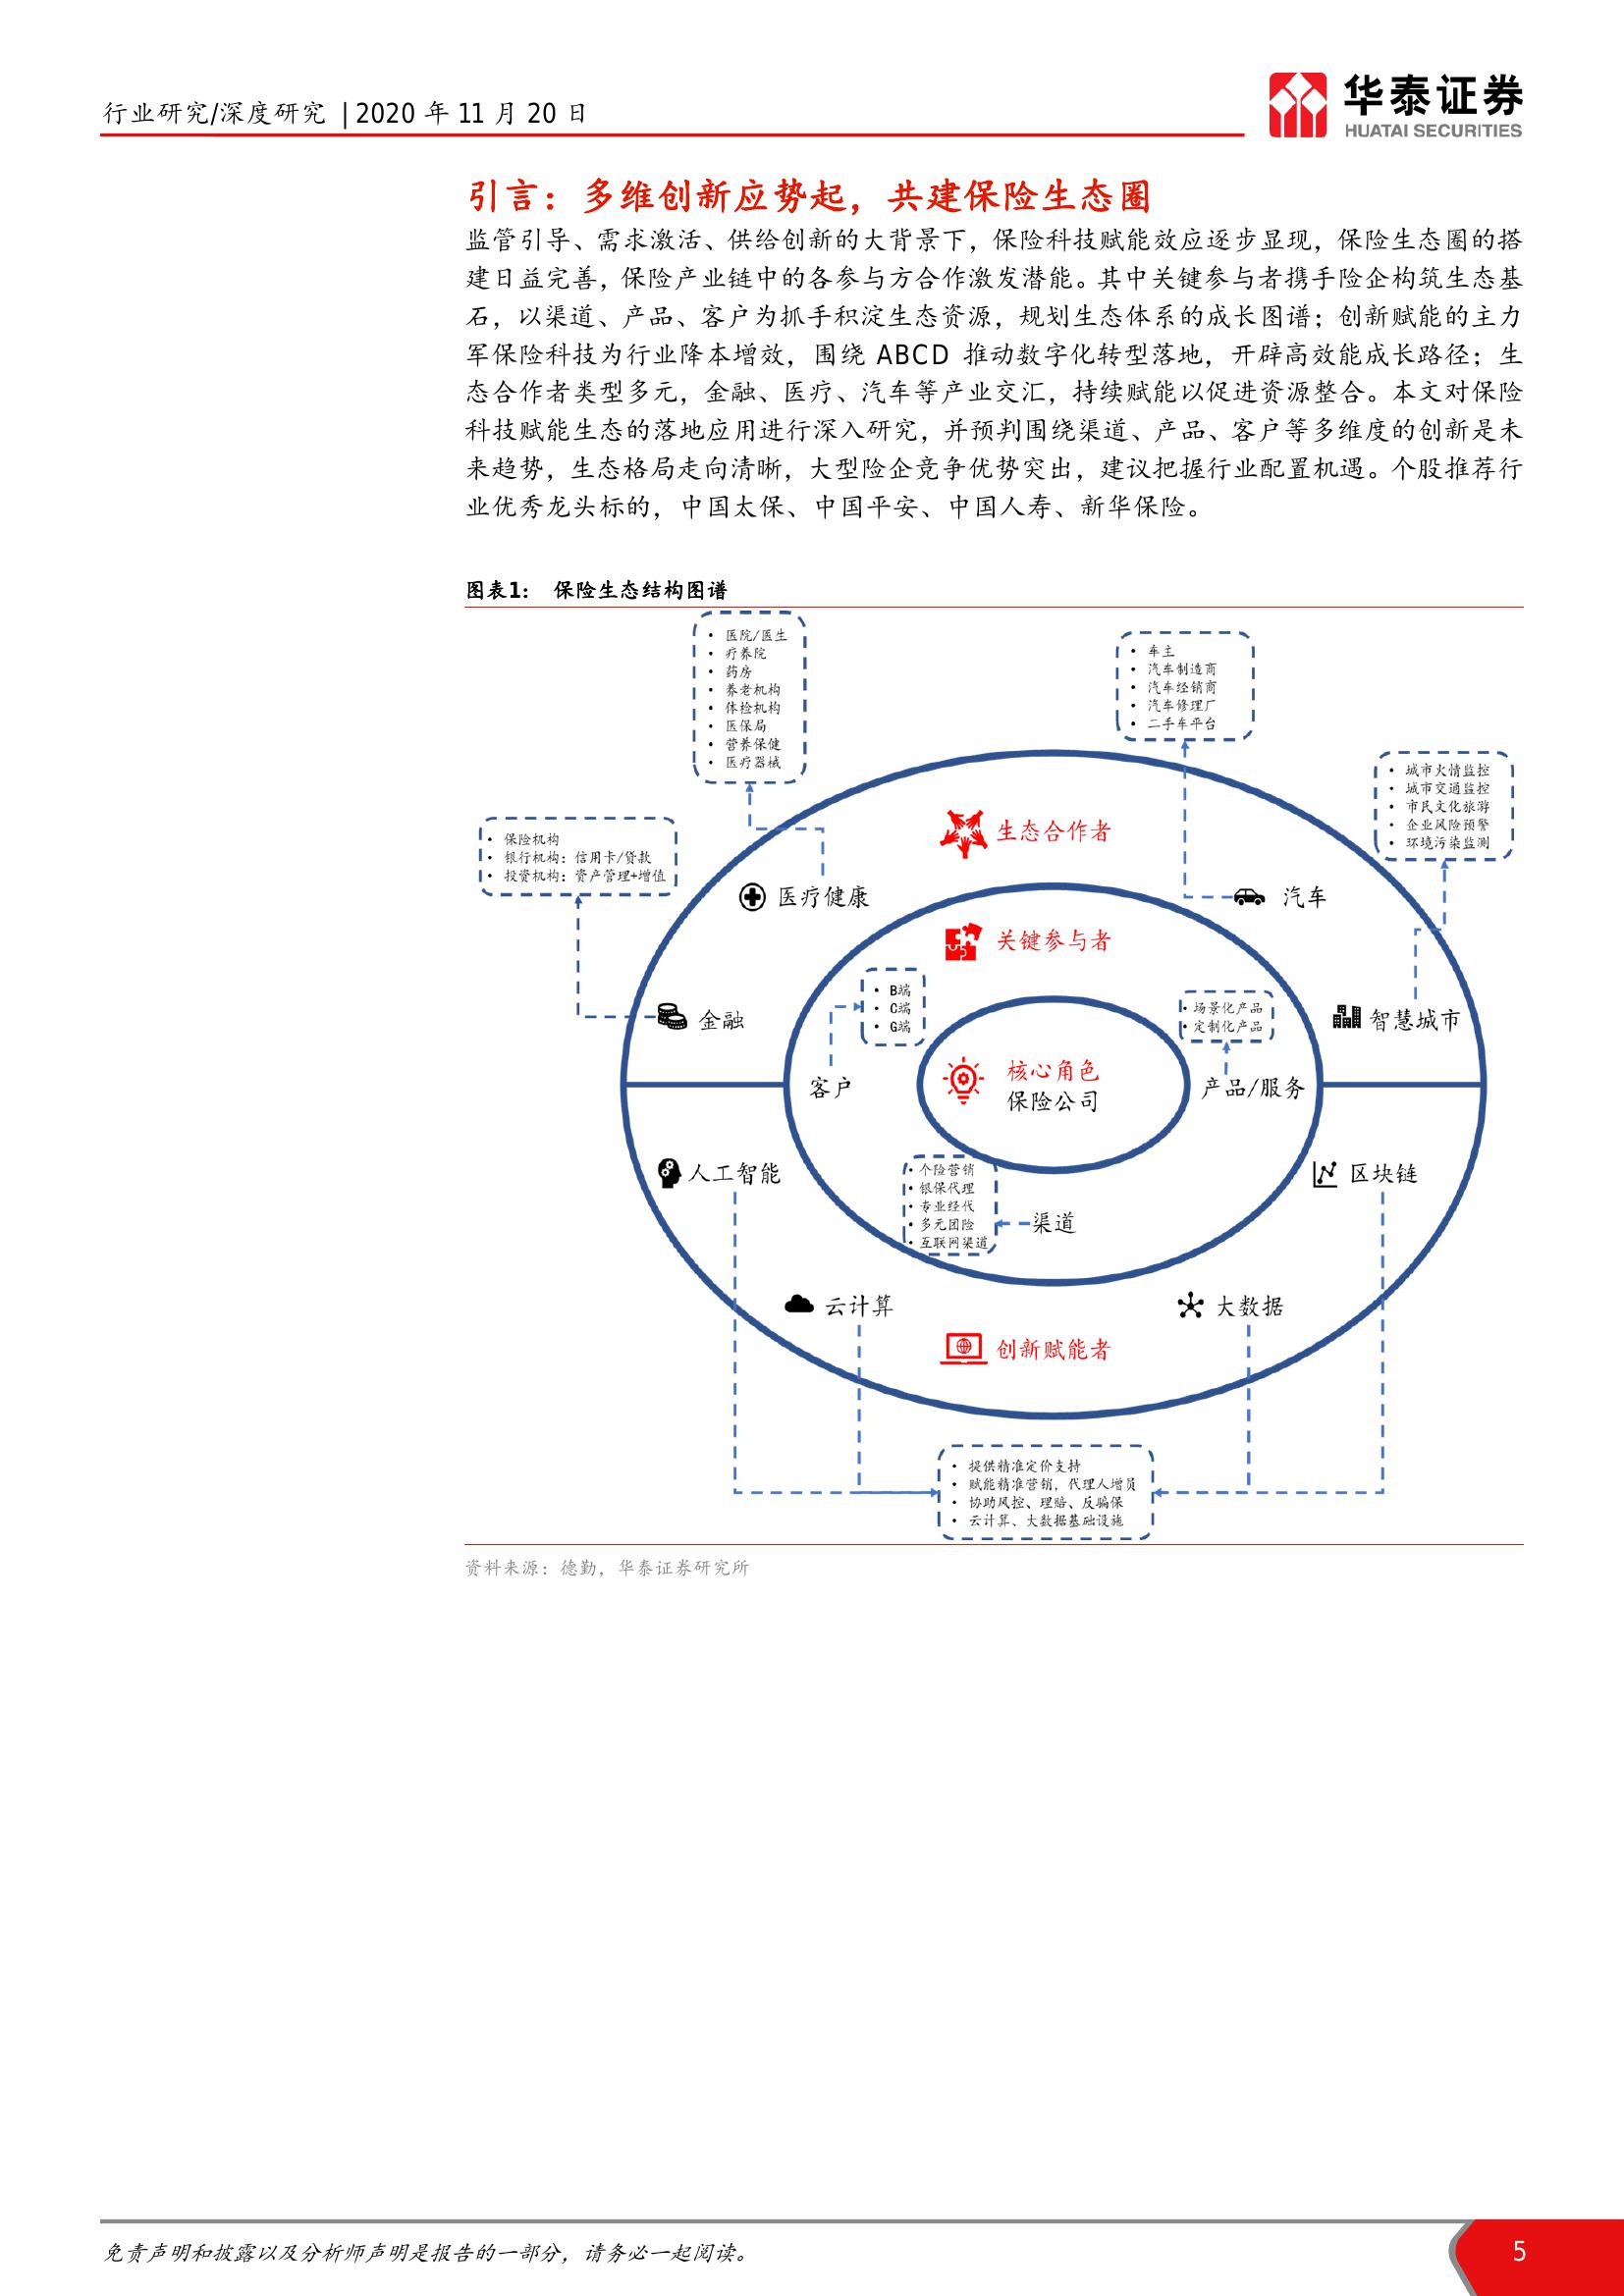 行业研究/深度研究 | 2020 年 11 月 20 日
华泰证券
HUATAI SECURITIES
引言：多维创新应势起，共建保险生态圈
监管引导、需求激活、供给创新的大背景下，保险科技赋能效应逐步显现，保险生态圈的搭
建日益完善，保险产业链中的各参与方合作激发潜能。其中关键参与者携手险企构筑生态基
石，以渠道、产品、客户为抓手积淀生态资源，规划生态体系的成长图谱；创新赋能的主力
军保险科技为行业降本增效，围绕 ABCD 推动数字化转型落地，开辟高效能成长路径；生
态合作者类型多元，金融、医疗、汽车等产业交汇，持续赋能以促进资源整合。本文对保险
科技赋能生态的落地应用进行深入研究，并预判围绕渠道、产品、客户等多维度的创新是未
来趋势，生态格局走向清晰，大型险企竞争优势突出，建议把握行业配置机遇。个股推荐行
业优秀龙头标的，中国太保、中国平安、中国人寿、新华保险。
图表1： 保险生态结构图谱
• 医院/医生
• 疗养院
• 药房
• 养老机构
• 体检机构
• 医保局
• 营养保健
• 医疗器械
• 车主
• 汽车制造商
• 汽车经销商
• 汽车修理厂
• 二手车平台
• 城市火情监控
• 城市交通监控
• 市民文化旅游
• 企业风险预警
• 环境污染监测
• 保险机构
• 银行机构：信用卡/贷款
• 投资机构：资产管理+增值
生态合作者
医疗健康
汽车
关键参与者
• B端
• C端
• G端
• 场景化产品
• 定制化产品
金融
智慧城市
核心角色
保险公司
客户
产品/服务
• 个险营销
• 银保代理
• 专业经代
• 多元团险
• 互联网渠道
渠道
人工智能
区块链
云计算
大数据
创新赋能者
• 提供精准定价支持
• 赋能精准营销，代理人增员
• 协助风控、理赔、反骗保
• 云计算、大数据基础设施
资料来源：德勤，华泰证券研究所
免责声明和披露以及分析师声明是报告的一部分，请务必一起阅读。
5